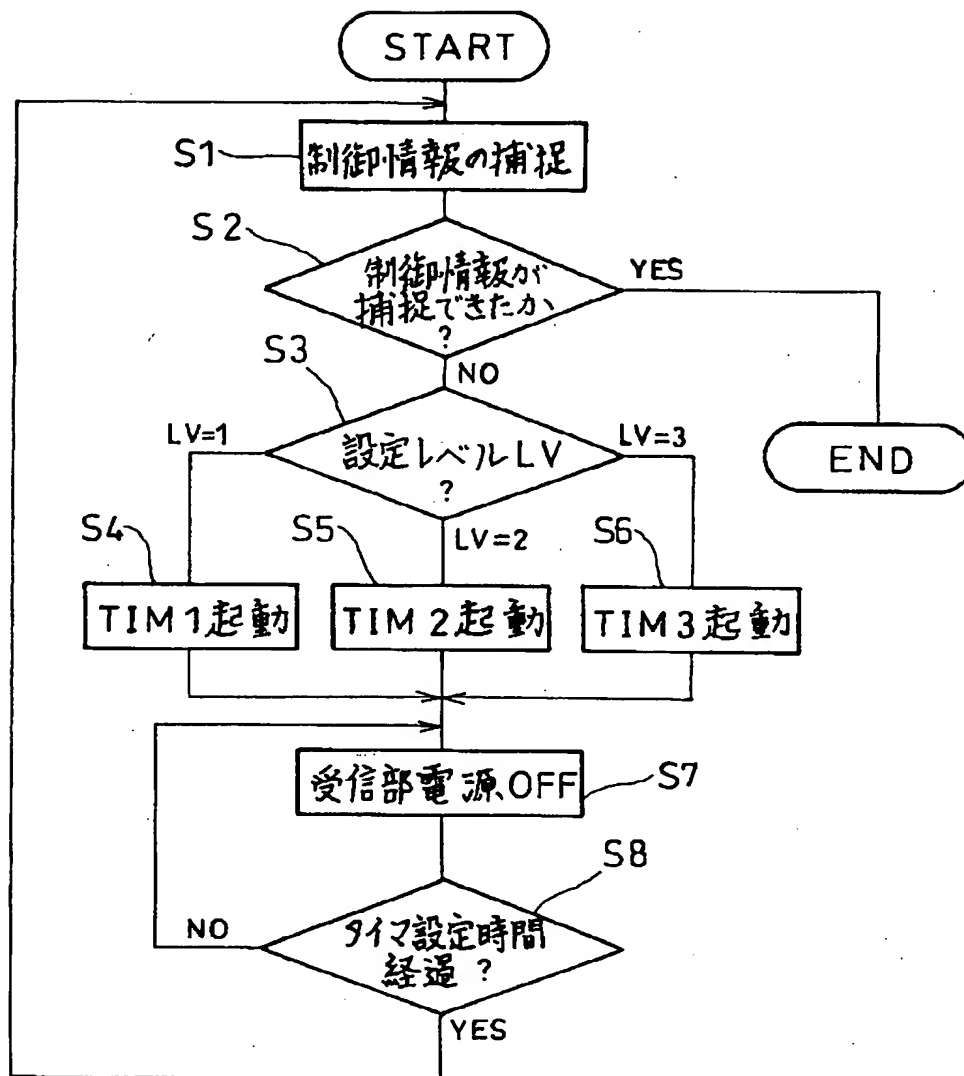 START
S1
制御情報の捕捉
S2
制御情報が
捕捉できたか
?
YES
S3
NO
LV=1
設定レベルLV
?
LV=3
END
S4
S5
LV=2
S6
TIM1起動
TIM2起動
TIM3起動
受信部電源OFF
S7
S8
NO
タイマ設定時間
経過?
YES